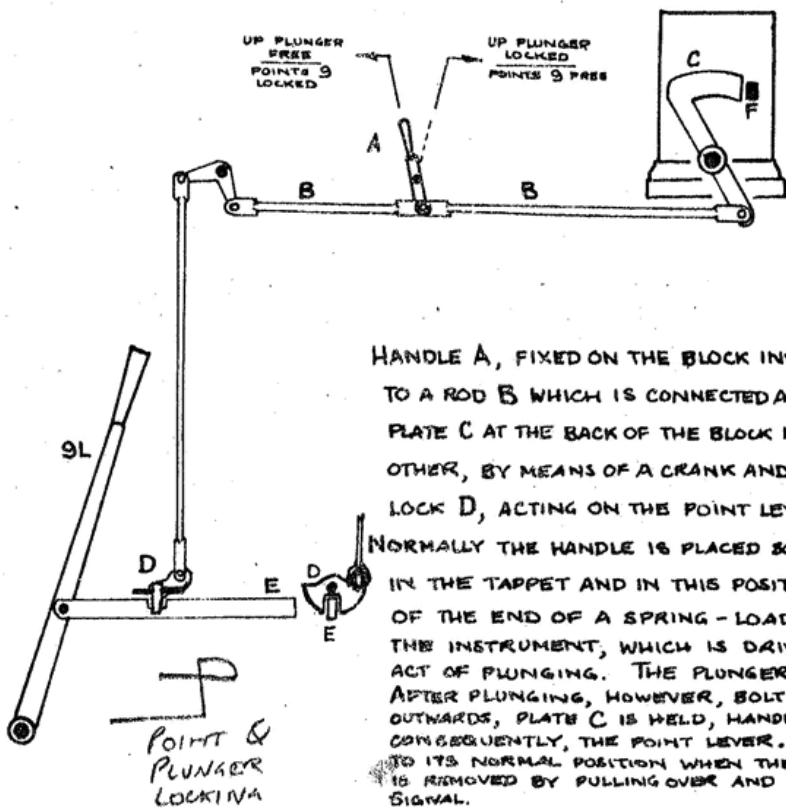 UP PLUNGER
FREE
POINTS 9
LOCKED
UP PLUNGER
LOCKED
POINTS 9 FREE
A
B
B
C
F
9L
D
E
D
E
HANDLE A, FIXED ON THE BLOCK IN
TO A ROD B WHICH IS CONNECTED A
PLATE C AT THE BACK OF THE BLOCK
OTHER, BY MEANS OF A CRANK AND
LOCK D, ACTING ON THE POINT LE
NORMALLY THE HANDLE IS PLACED
IN THE TAPPET AND IN THIS POSIT
OF THE END OF A SPRING-LOAD
THE INSTRUMENT, WHICH IS DRI
ACT OF PLUNGING. THE PLUNGER
AFTER PLUNGING, HOWEVER, BOLT
OUTWARDS, PLATE C IS HELD, HAND
CONSEQUENTLY, THE POINT LEVER.
TO ITS NORMAL POSITION WHEN THE
IS REMOVED BY PULLING OVER AND
SIGNAL.
POINT &
PLUNGER
LOCKING